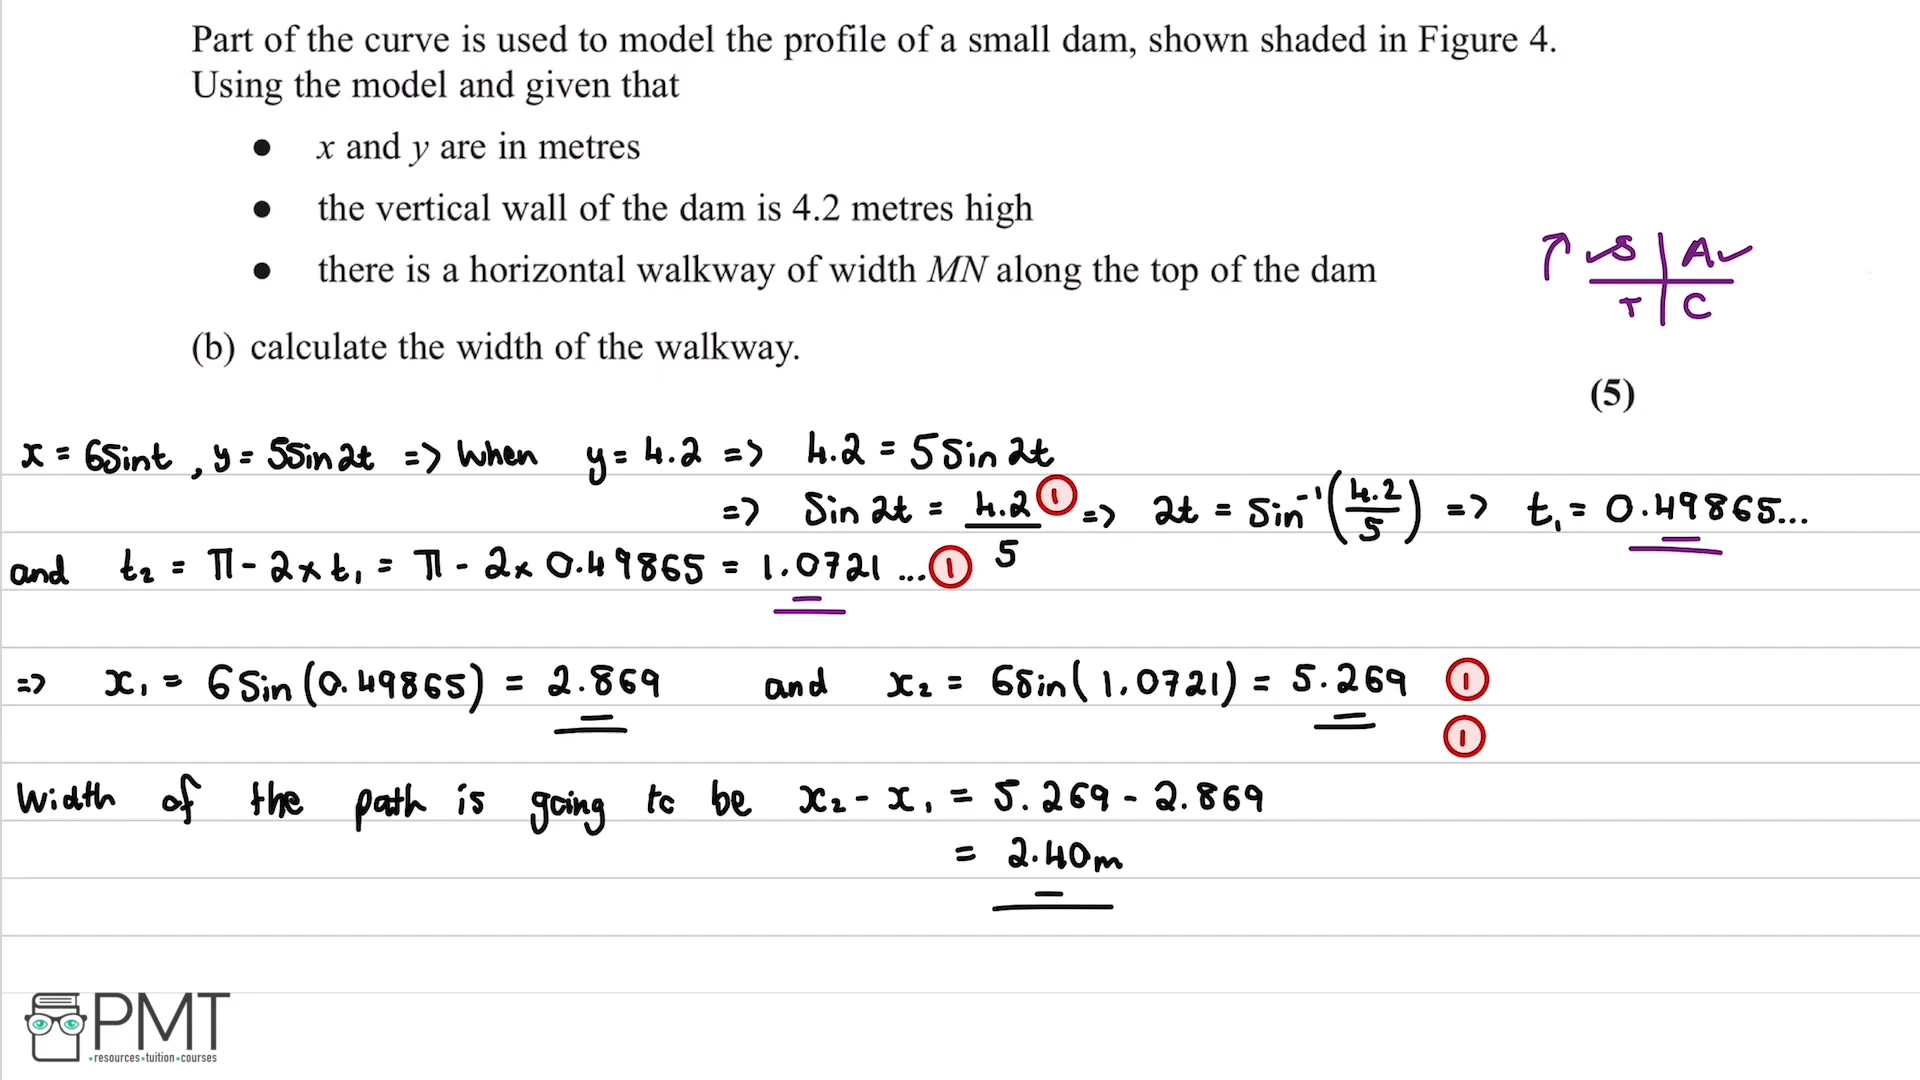 Part of the curve is used to model the profile of a small dam, shown shaded in Figure 4.
Using the model and given that
● x and y are in metres
● the vertical wall of the dam is 4.2 metres high
● there is a horizontal walkway of width MN along the top of the dam
↑ ✓S | A✓
T | C
(b) calculate the width of the walkway.
(5)
x = 6Sint , y = 5Sin2t => When y = 4.2 => 4.2 = 5Sin2t
=> Sin2t = 4.2/5 ① => 2t = Sin⁻¹(4.2/5) => t₁ = 0.49865...
and t₂ = π - 2×t₁ = π - 2×0.49865 = 1.0721... ①
=> x₁ = 6Sin(0.49865) = 2.869 and x₂ = 6Sin(1.0721) = 5.269 ①
①
Width of the path is going to be x₂ - x₁ = 5.269 - 2.869
= 2.40m
PMT
•resources•tuition•courses